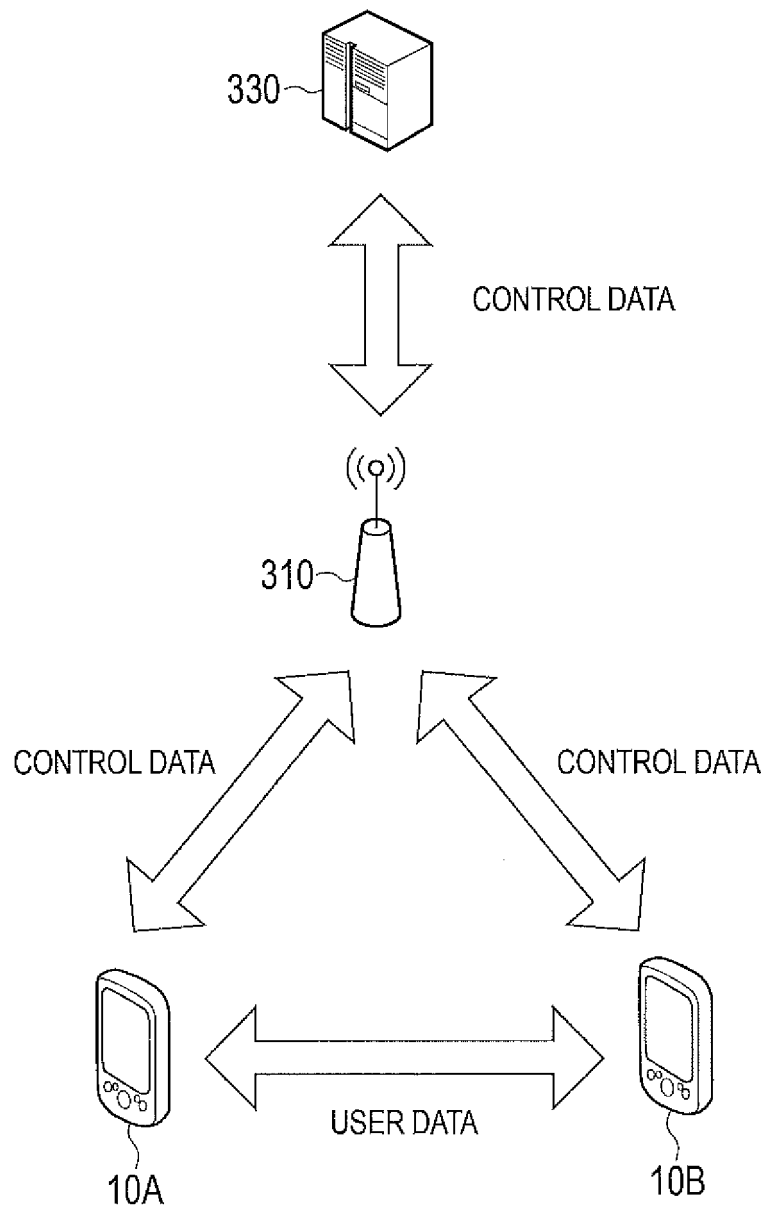 330
CONTROL DATA
310
CONTROL DATA
CONTROL DATA
USER DATA
10A
10B